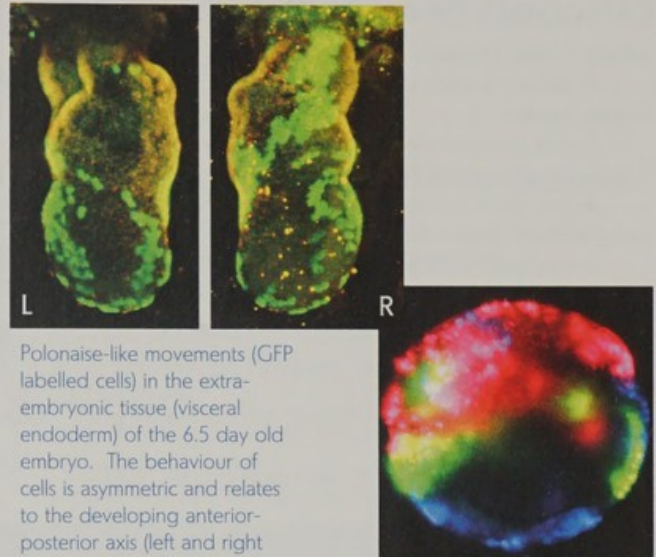 L
R
Polonaise-like movements (GFP
labelled cells) in the extra-
embryonic tissue (visceral
endoderm) of the 6.5 day old
embryo. The behaviour of
cells is asymmetric and relates
to the developing anterior-
posterior axis (left and right